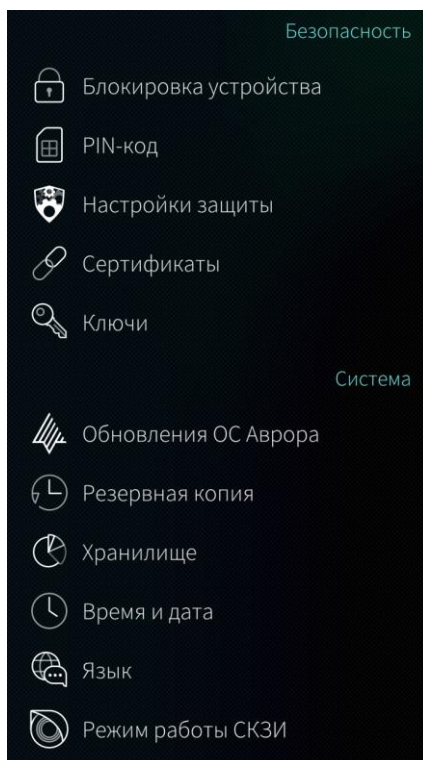 Безопасность
Блокировка устройства
PIN-код
Настройки защиты
Сертификаты
Ключи
Система
Обновления ОС Аврора
Резервная копия
Хранилище
Время и дата
Язык
Режим работы СКЗИ